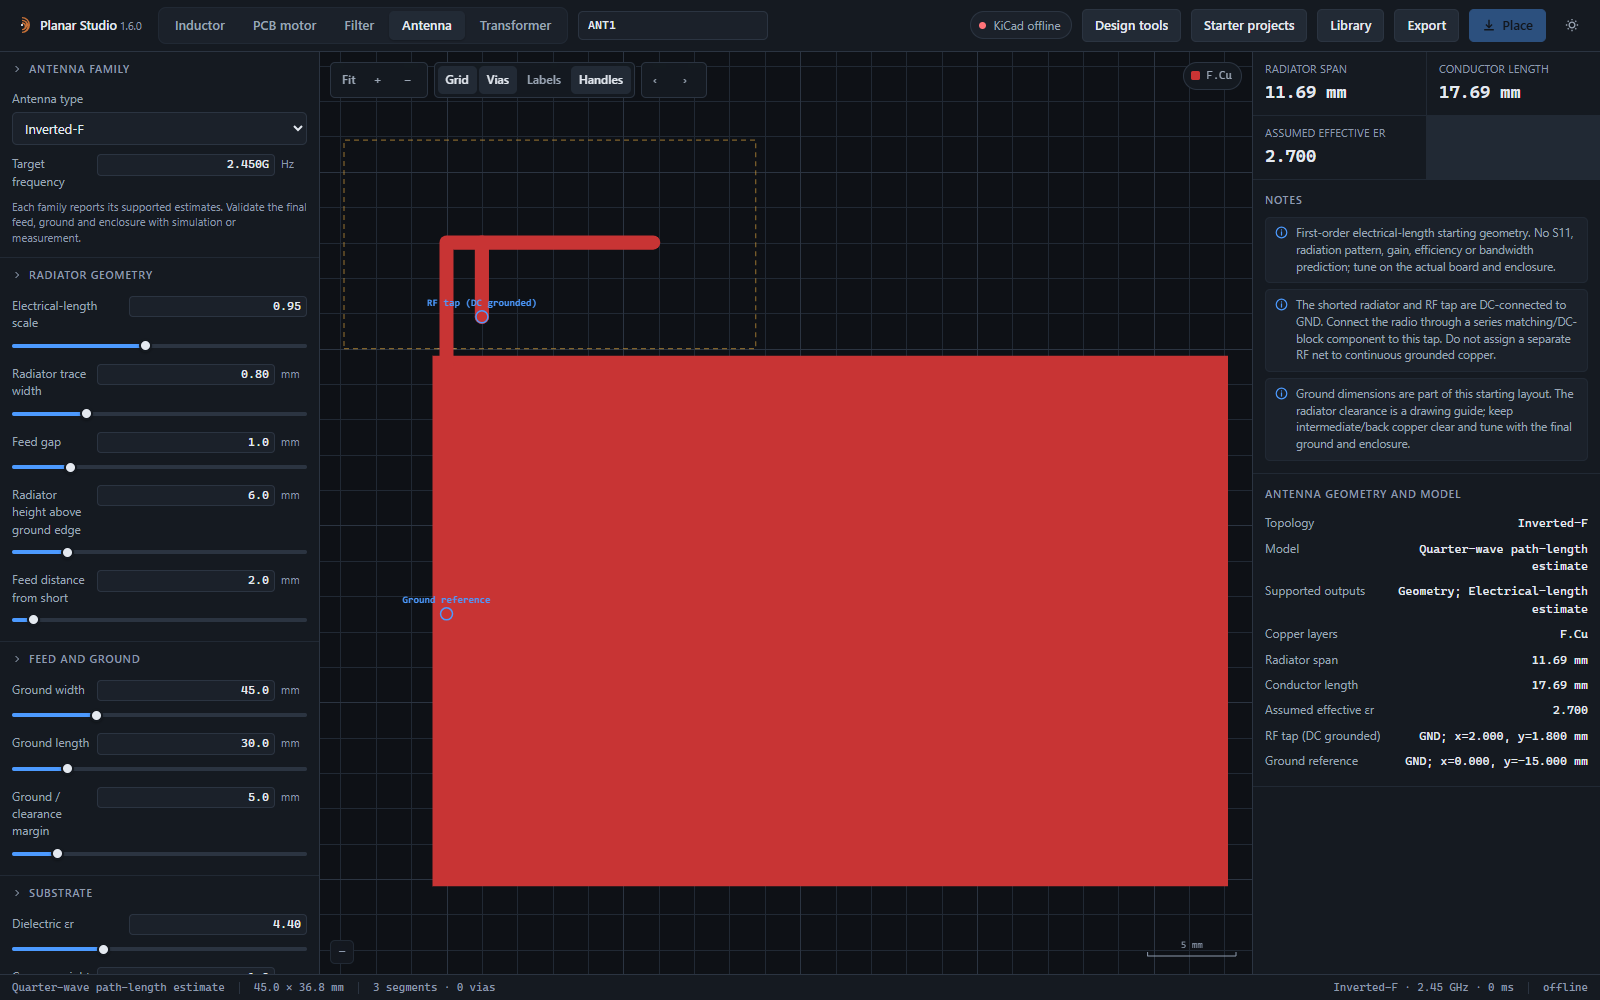 Planar Studio 1.6.0
Inductor
PCB motor
Filter
Antenna
Transformer
ANT1
KiCad offline
Design tools
Starter projects
Library
Export
Place
ANTENNA FAMILY
Antenna type
Inverted-F
Target
frequency
2.450G Hz
Each family reports its supported estimates. Validate the final
feed, ground and enclosure with simulation or
measurement.
RADIATOR GEOMETRY
Electrical-length
scale
0.95
Radiator trace
width
0.80 mm
Feed gap
1.0 mm
Radiator
height above
ground edge
6.0 mm
Feed distance
from short
2.0 mm
FEED AND GROUND
Ground width
45.0 mm
Ground length
30.0 mm
Ground /
clearance
margin
5.0 mm
SUBSTRATE
Dielectric εr
4.40
Fit + −
Grid
Vias
Labels
Handles
‹ ›
F.Cu
RF tap (DC grounded)
Ground reference
5 mm
−
RADIATOR SPAN
11.69 mm
CONDUCTOR LENGTH
17.69 mm
ASSUMED EFFECTIVE ΕR
2.700
NOTES
First-order electrical-length starting geometry. No S11,
radiation pattern, gain, efficiency or bandwidth
prediction; tune on the actual board and enclosure.
The shorted radiator and RF tap are DC-connected to
GND. Connect the radio through a series matching/DC-
block component to this tap. Do not assign a separate
RF net to continuous grounded copper.
Ground dimensions are part of this starting layout. The
radiator clearance is a drawing guide; keep
intermediate/back copper clear and tune with the final
ground and enclosure.
ANTENNA GEOMETRY AND MODEL
Topology Inverted-F
Model Quarter-wave path-length
estimate
Supported outputs Geometry; Electrical-length
estimate
Copper layers F.Cu
Radiator span 11.69 mm
Conductor length 17.69 mm
Assumed effective εr 2.700
RF tap (DC grounded) GND; x=2.000, y=1.800 mm
Ground reference GND; x=0.000, y=-15.000 mm
Quarter-wave path-length estimate
45.0 × 36.8 mm
3 segments · 0 vias
Inverted-F · 2.45 GHz · 0 ms
offline